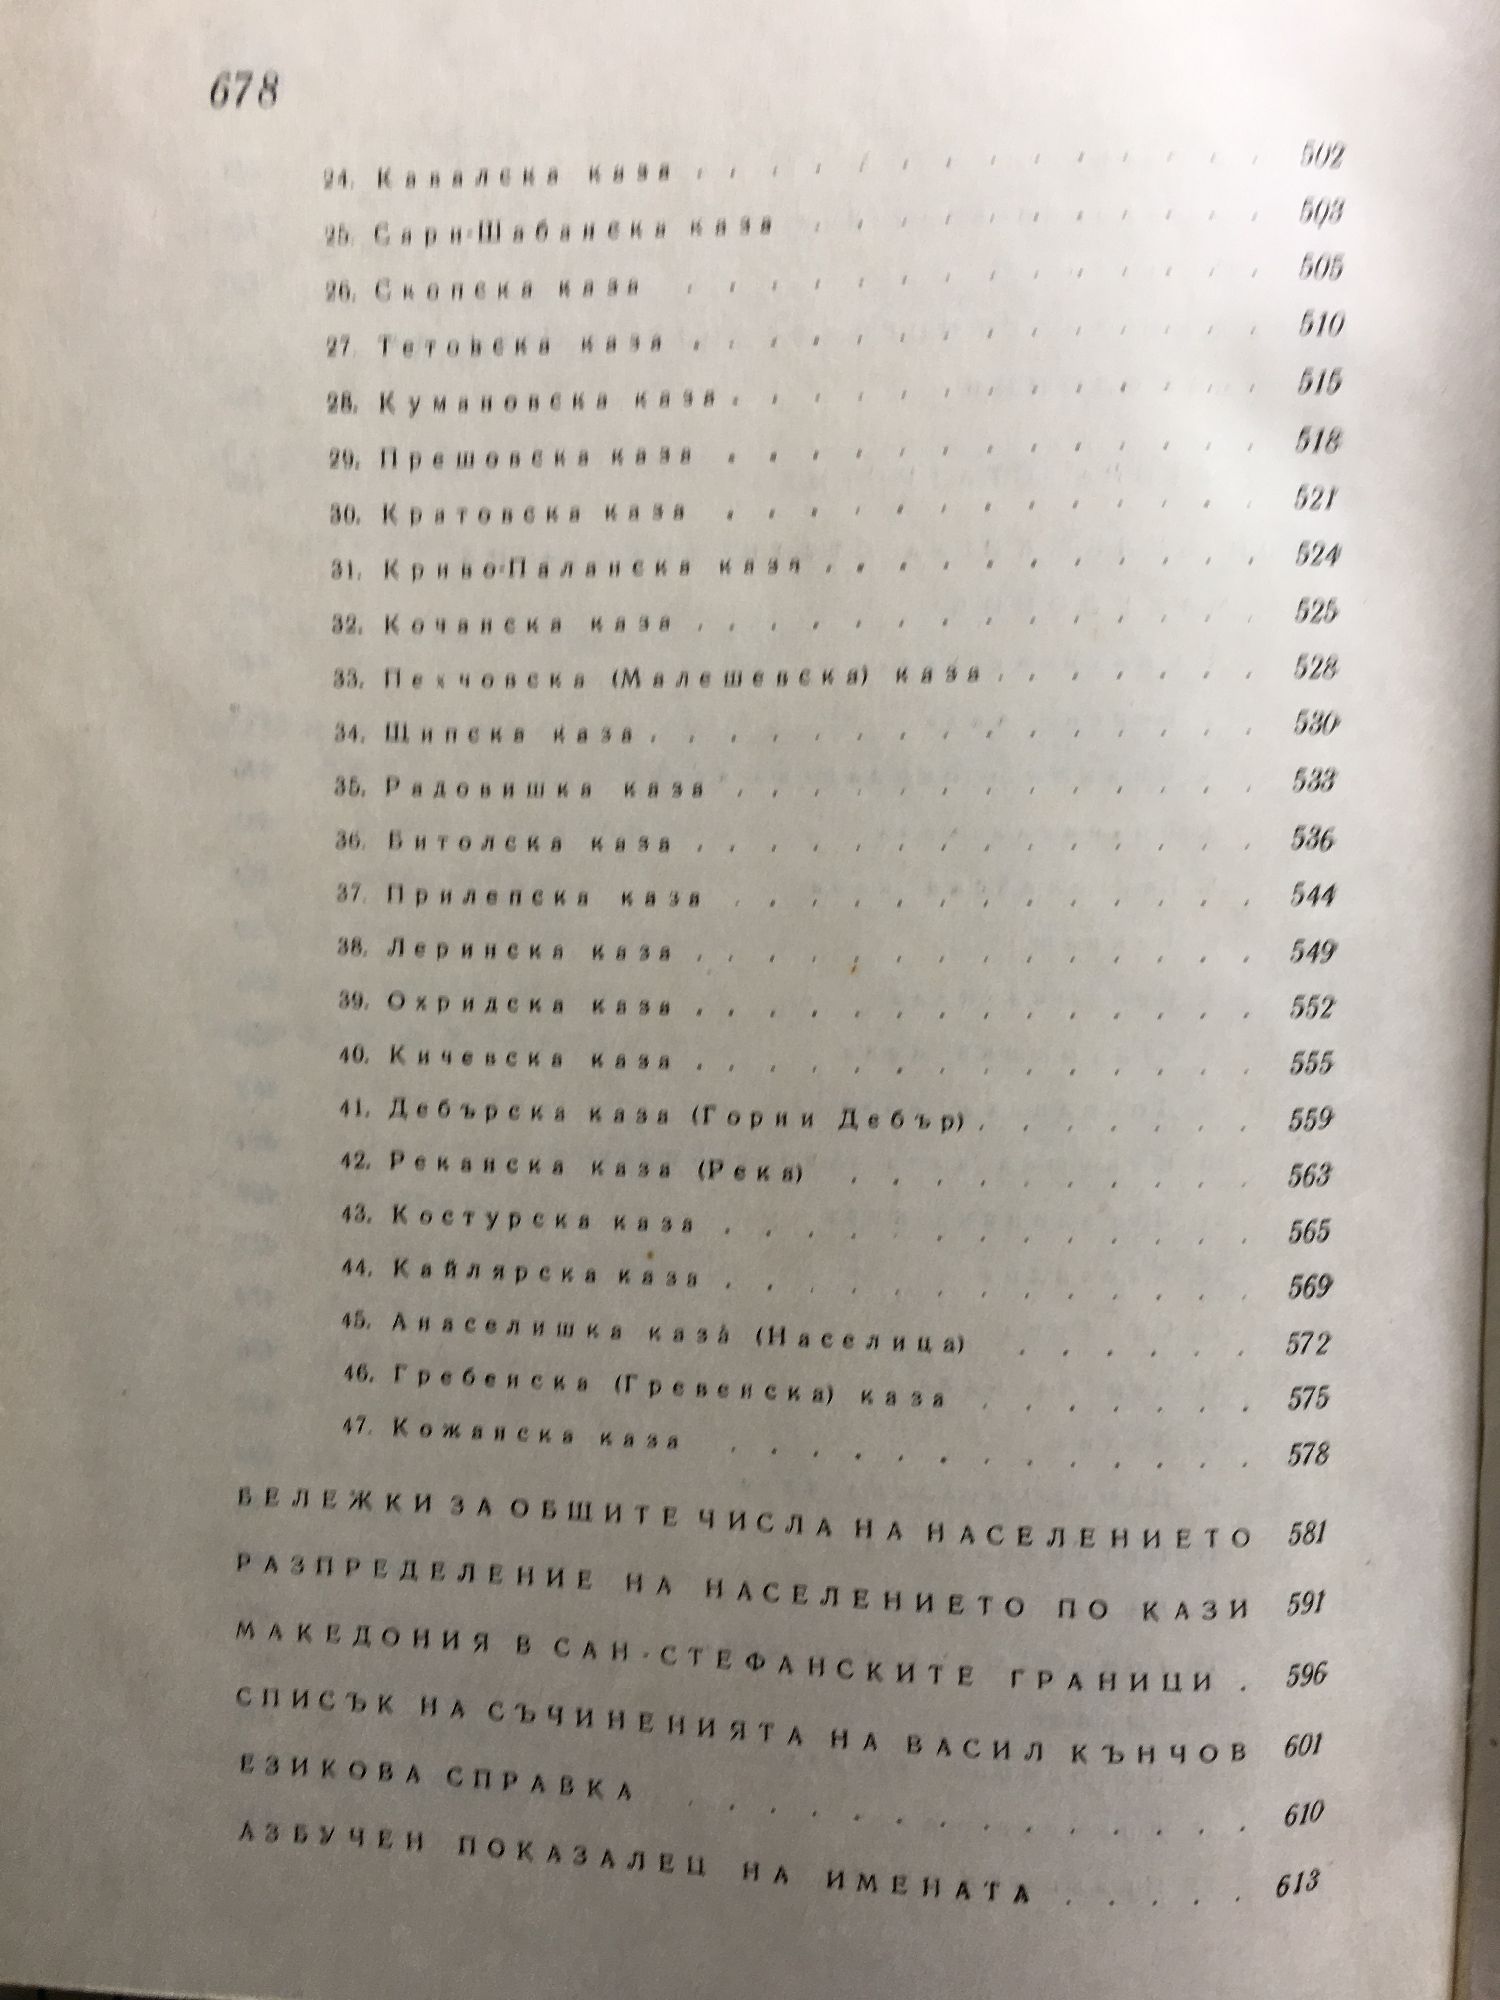 678
24. Кавалска каза . . . . . . . . . . . . . . 502
25. Сари-Шабанска каза . . . . . . . . . . . 503
26. Скопска каза . . . . . . . . . . . . . . 505
27. Тетовска каза . . . . . . . . . . . . . . 510
28. Кумановска каза . . . . . . . . . . . . . 515
29. Прешовска каза . . . . . . . . . . . . . 518
30. Кратовска каза . . . . . . . . . . . . . 521
31. Криво-Паланска каза . . . . . . . . . . . 524
32. Кочанска каза . . . . . . . . . . . . . . 525
33. Пехчовска (Малешевска) каза . . . . . . . 528
34. Щипска каза . . . . . . . . . . . . . . . 530
35. Радовишка каза . . . . . . . . . . . . . 533
36. Битолска каза . . . . . . . . . . . . . . 536
37. Прилепска каза . . . . . . . . . . . . . 544
38. Леринска каза . . . . . . . . . . . . . . 549
39. Охридска каза . . . . . . . . . . . . . . 552
40. Кичевска каза . . . . . . . . . . . . . . 555
41. Дебърска каза (Горни Дебър) . . . . . . . 559
42. Реканска каза (Река) . . . . . . . . . . 563
43. Костурска каза . . . . . . . . . . . . . 565
44. Кайлярска каза . . . . . . . . . . . . . 569
45. Анаселишка каза (Населица) . . . . . . 572
46. Гребенска (Гревенска) каза . . . . . . . 575
47. Кожанска каза . . . . . . . . . . . . . 578
БЕЛЕЖКИ ЗА ОБЩИТЕ ЧИСЛА НА НАСЕЛЕНИЕТО 581
РАЗПРЕДЕЛЕНИЕ НА НАСЕЛЕНИЕТО ПО КАЗИ 591
МАКЕДОНИЯ В САН-СТЕФАНСКИТЕ ГРАНИЦИ . 596
СПИСЪК НА СЪЧИНЕНИЯТА НА ВАСИЛ КЪНЧОВ 601
ЕЗИКОВА СПРАВКА . . . . . . . . . . . . . . 610
АЗБУЧЕН ПОКАЗАЛЕЦ НА ИМЕНАТА . . . . . 613